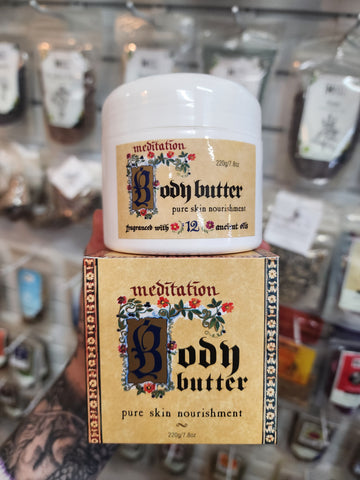 meditation
220g/7.8oz
Body butter
pure skin nourishment
fragranced with 12 ancient oils
meditation
Body
butter
pure skin nourishment
220g/7.8oz